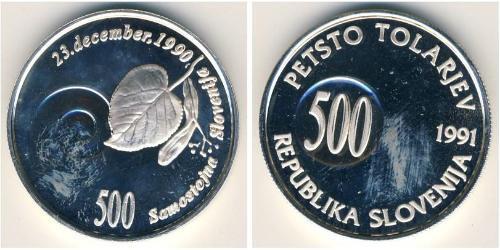 23.december.1990
Samostojna Slovenija
500
PETSTO TOLARJEV
500
1991
REPUBLIKA SLOVENIJA